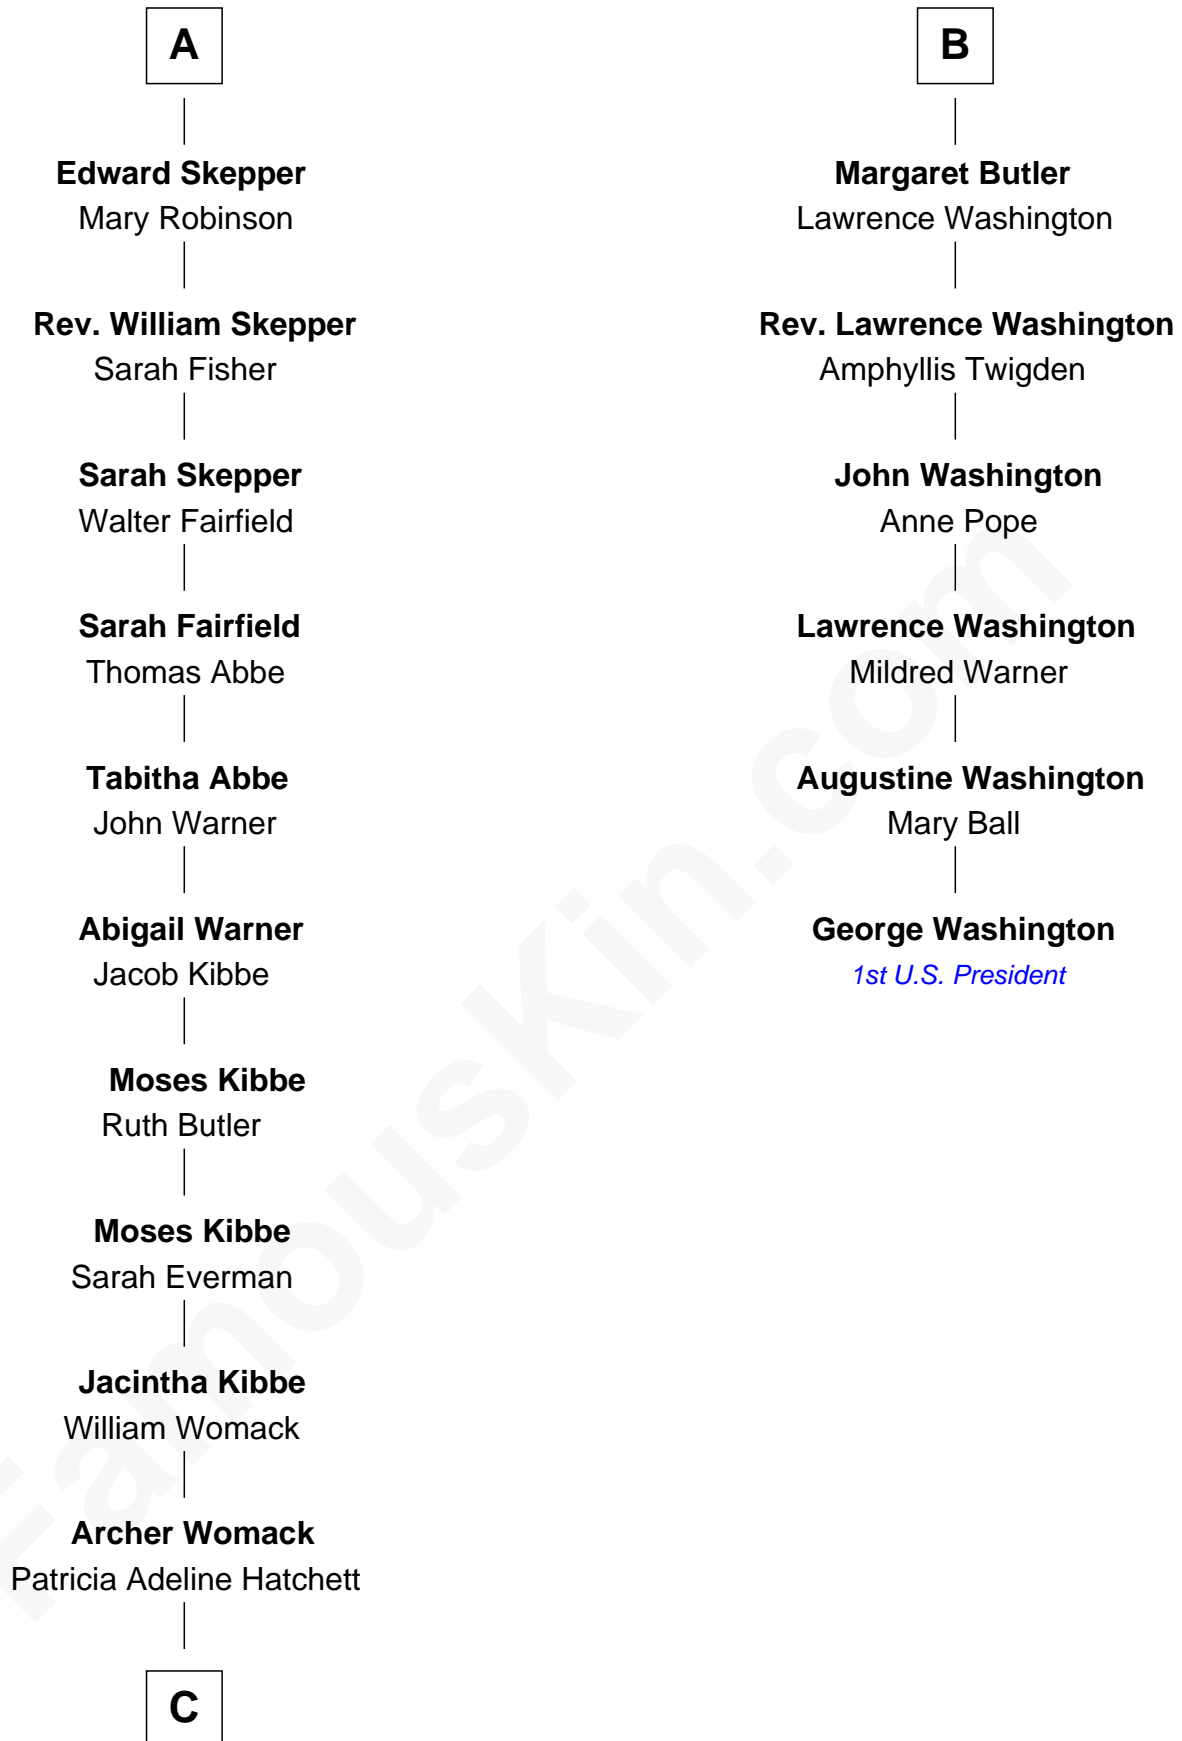 A
Edward Skepper
Mary Robinson
Rev. William Skepper
Sarah Fisher
Sarah Skepper
Walter Fairfield
Sarah Fairfield
Thomas Abbe
Tabitha Abbe
John Warner
Abigail Warner
Jacob Kibbe
Moses Kibbe
Ruth Butler
Moses Kibbe
Sarah Everman
Jacintha Kibbe
William Womack
Archer Womack
Patricia Adeline Hatchett
C
B
Margaret Butler
Lawrence Washington
Rev. Lawrence Washington
Amphyllis Twigden
John Washington
Anne Pope
Lawrence Washington
Mildred Warner
Augustine Washington
Mary Ball
George Washington
1st U.S. President
FamousKin.com